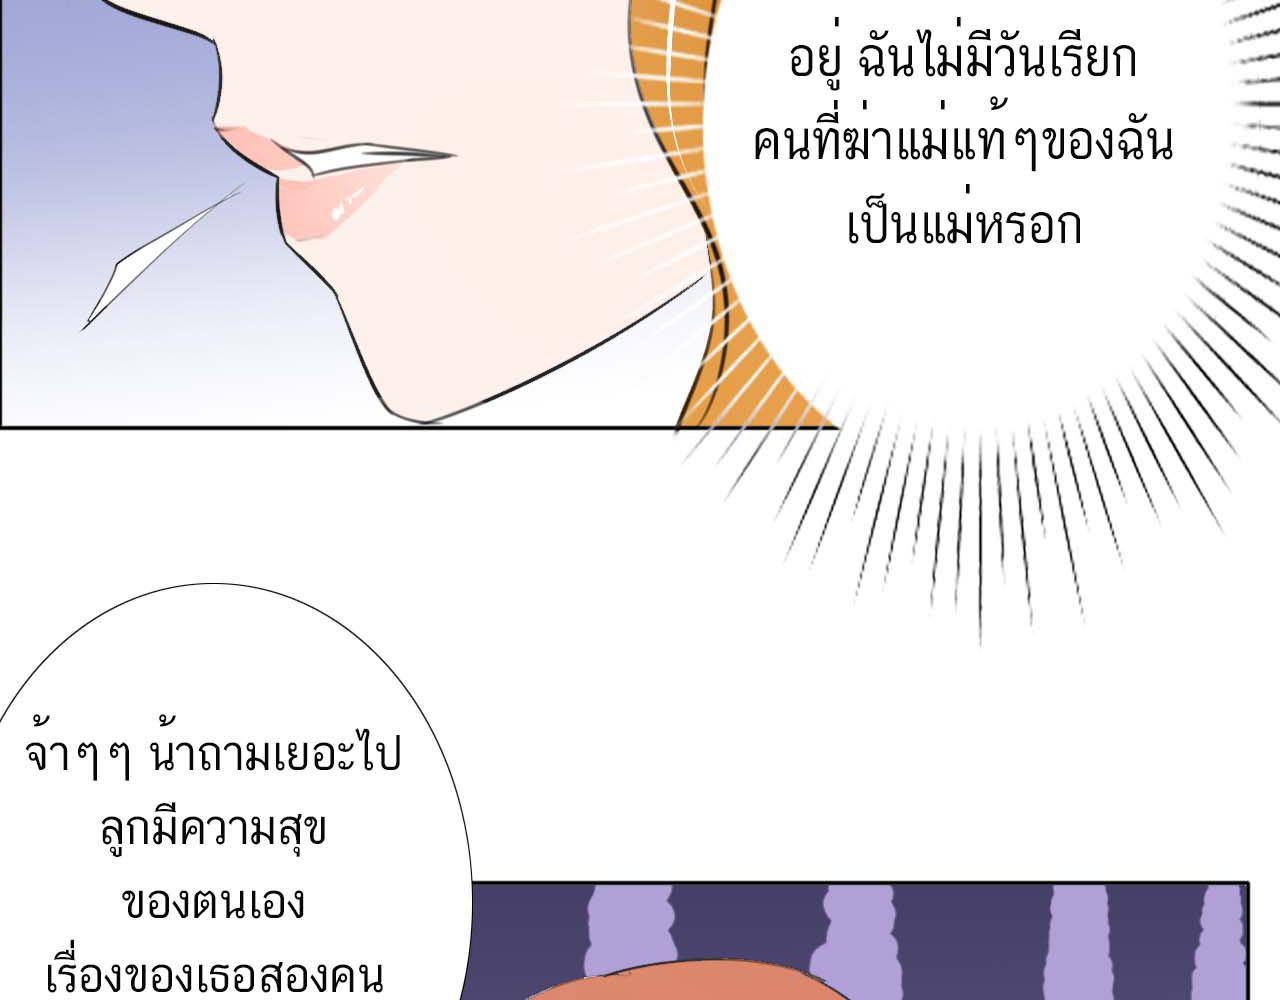 อยู่ ฉันไม่มีวันเรียก
คนที่ฆ่าแม่แท้ๆของฉัน
เป็นแม่หรอก
จ้าๆๆ น้าถามเยอะไป
ลูกมีความสุข
ของตนเอง
เรื่องของเธอสองคน